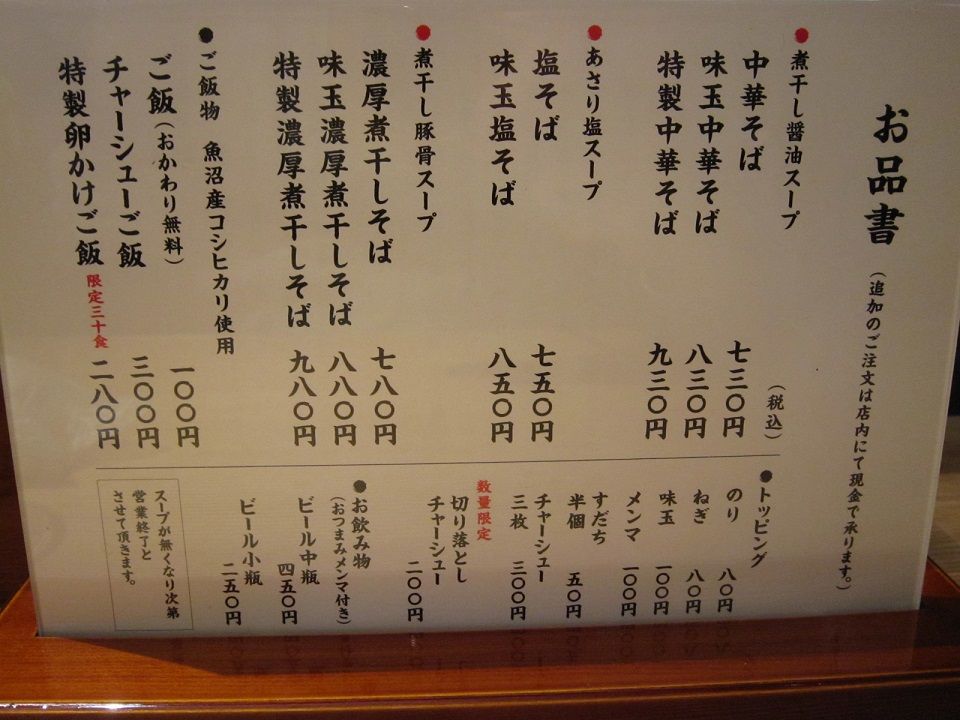 お品書
(追加のご注文は店内にて現金で承ります。)
(税込)
●煮干し醤油スープ
中華そば 七三〇円
味玉中華そば 八三〇円
特製中華そば 九三〇円
●あさり塩スープ
塩そば 七五〇円
味玉塩そば 八五〇円
●煮干し豚骨スープ
濃厚煮干しそば 七八〇円
味玉濃厚煮干しそば 八八〇円
特製濃厚煮干しそば 九八〇円
●ご飯物 魚沼産コシヒカリ使用
ご飯(おかわり無料) 一〇〇円
チャーシューご飯 三〇〇円
特製卵かけご飯 限定三十食 二八〇円
●トッピング
のり 八〇円
ねぎ 八〇円
味玉 一〇〇円
メンマ 一〇〇円
すだち
半個 五〇円
チャーシュー
三枚 三〇〇円
数量限定
切り落とし
チャーシュー 二〇〇円
●お飲み物
(おつまみメンマ付き)
ビール中瓶 四五〇円
ビール小瓶 二五〇円
スープが無くなり次第
営業終了と
させて頂きます。